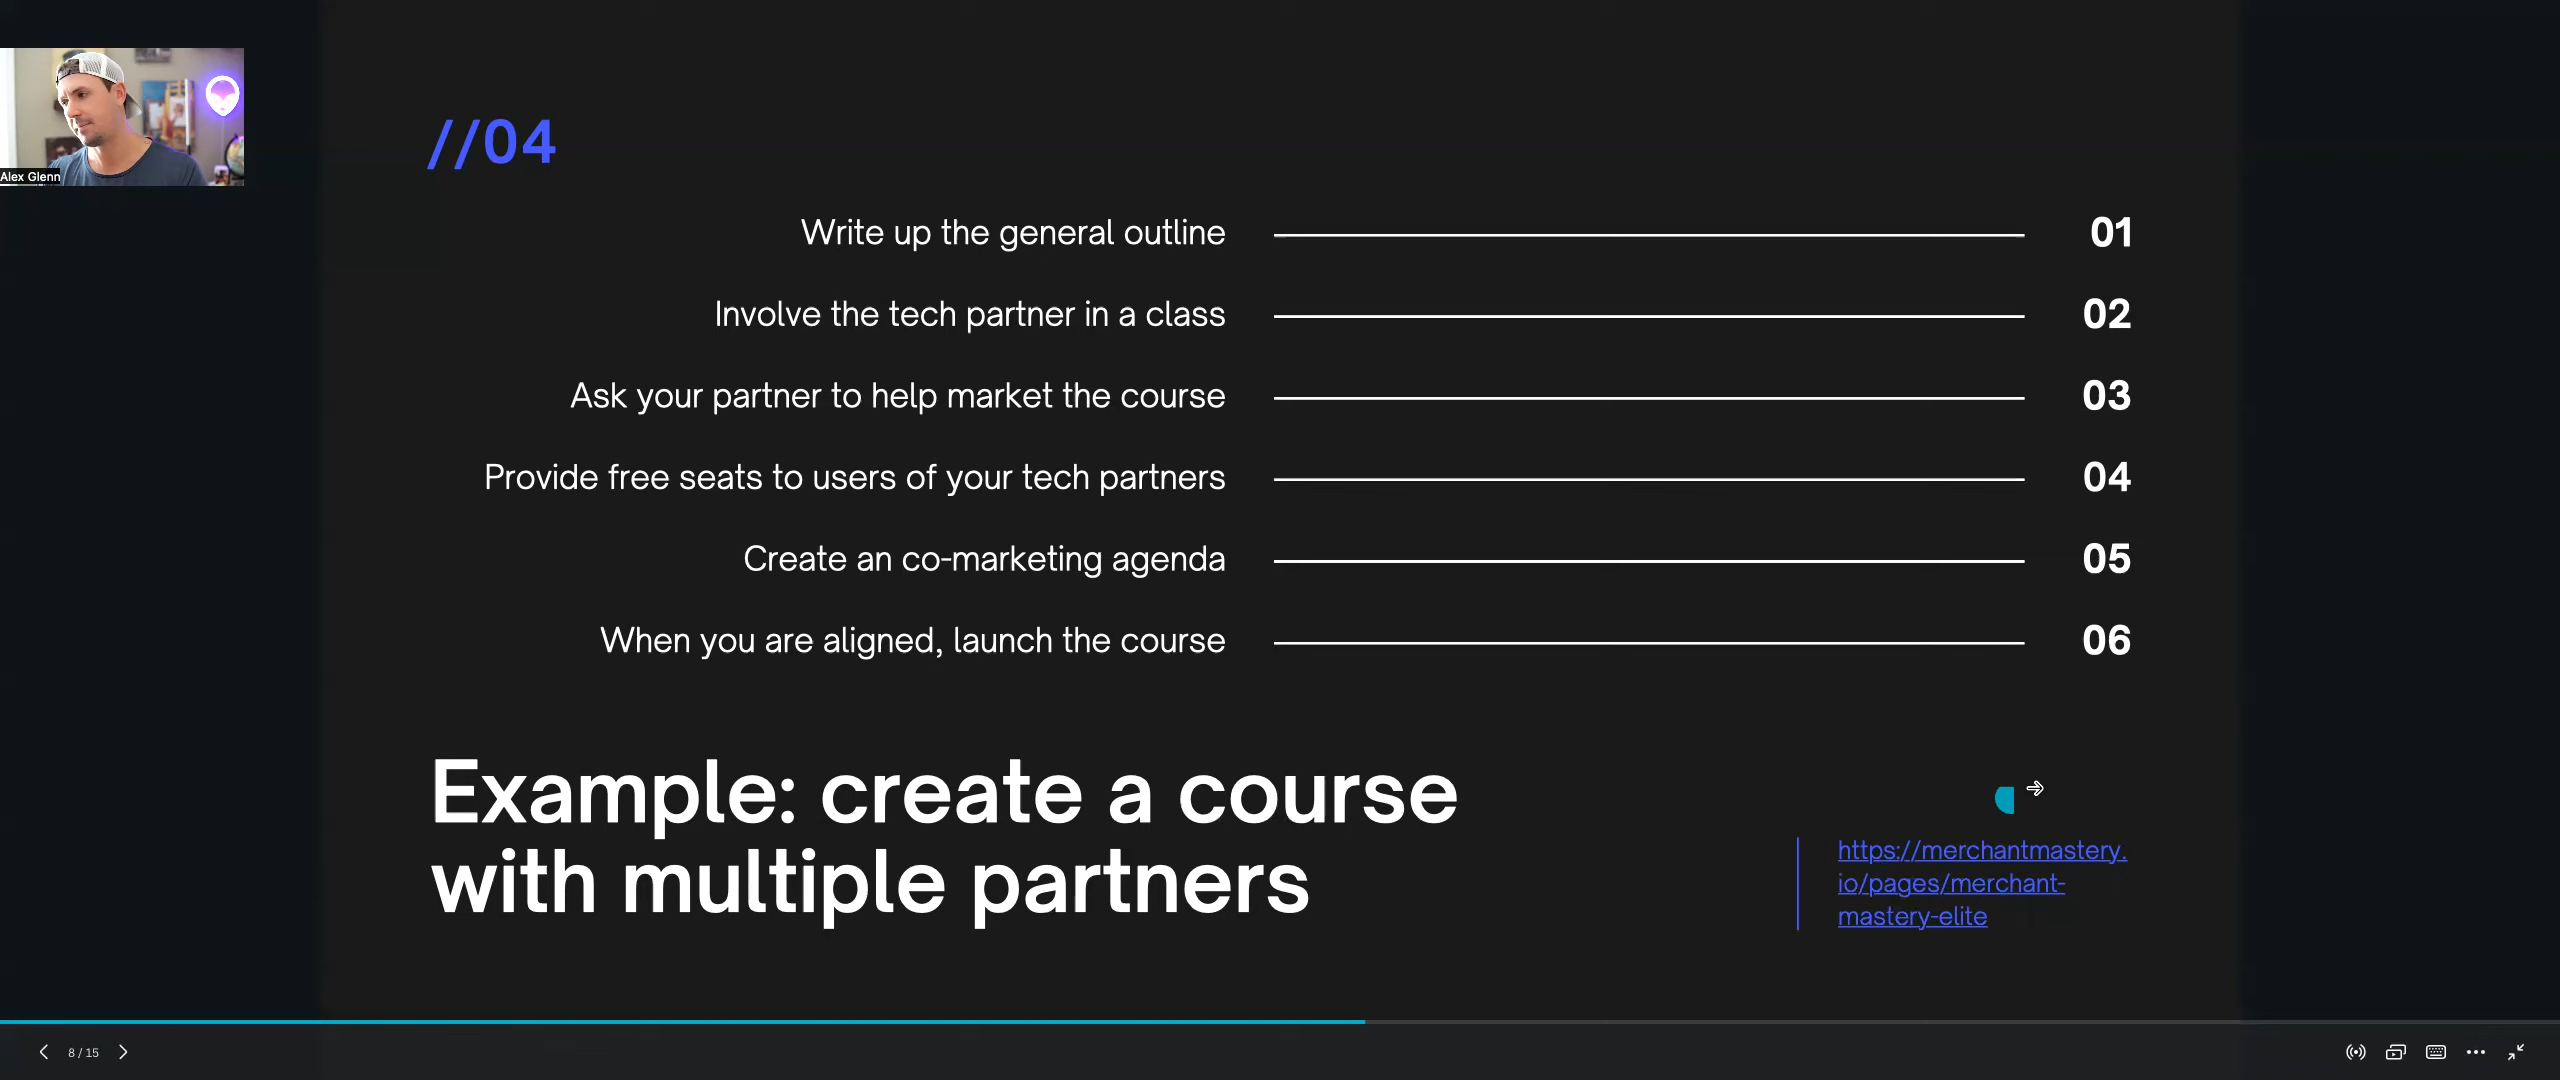 Alex Glenn
//04
Write up the general outline 01
Involve the tech partner in a class 02
Ask your partner to help market the course 03
Provide free seats to users of your tech partners 04
Create an co-marketing agenda 05
When you are aligned, launch the course 06
Example: create a course
with multiple partners
https://merchantmastery.
io/pages/merchant-
mastery-elite
8 / 15